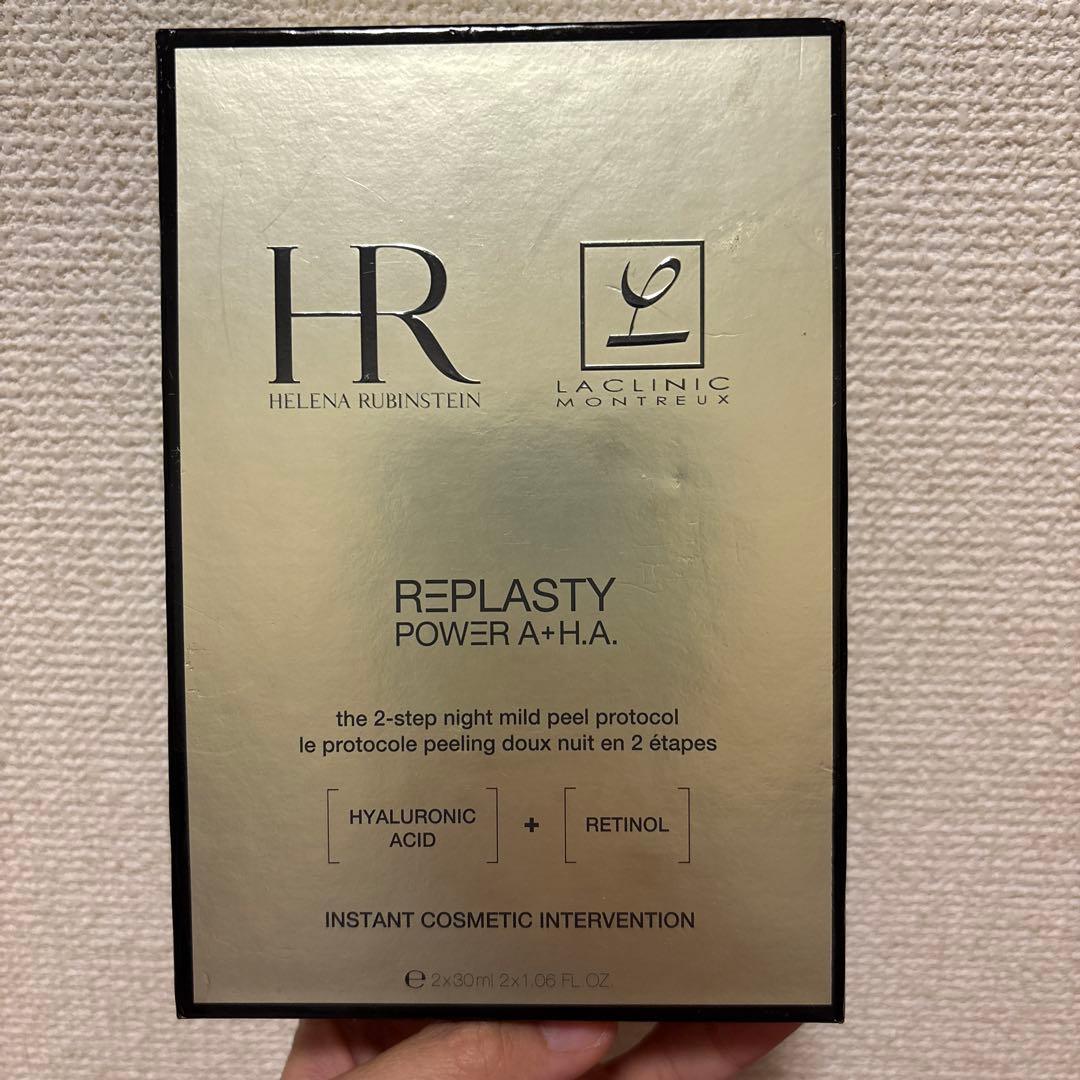 HR
HELENA RUBINSTEIN
LACLINIC
MONTREUX
REPLASTY
POWER A+H.A.
the 2-step night mild peel protocol
le protocole peeling doux nuit en 2 étapes
HYALURONIC
ACID
+
RETINOL
INSTANT COSMETIC INTERVENTION
℮ 2x30ml 2x1.06 FL.OZ.